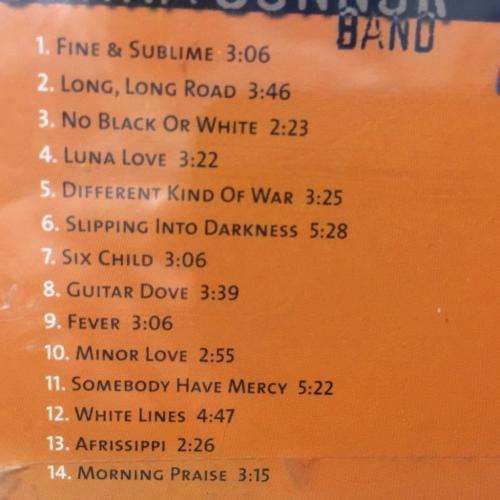 BAND
1. FINE & SUBLIME 3:06
2. LONG, LONG ROAD 3:46
3. NO BLACK OR WHITE 2:23
4. LUNA LOVE 3:22
5. DIFFERENT KIND OF WAR 3:25
6. SLIPPING INTO DARKNESS 5:28
7. SIX CHILD 3:06
8. GUITAR DOVE 3:39
9. FEVER 3:06
10. MINOR LOVE 2:55
11. SOMEBODY HAVE MERCY 5:22
12. WHITE LINES 4:47
13. AFRISSIPPI 2:26
14. MORNING PRAISE 3:15